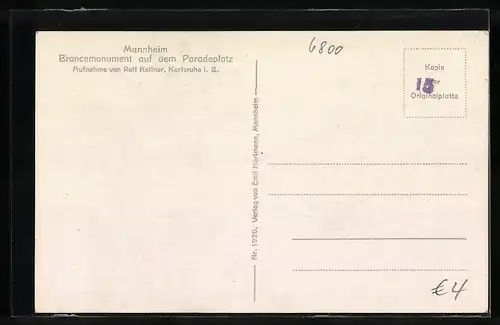 Mannheim
Broncemonument auf dem Paradeplatz
Aufnahme von Rolf Kellner, Karlsruhe i. B.
6800
Kopie
15
Originalplatte
Nr. 1920. Verlag von Emil Hartmann, Mannheim
€4